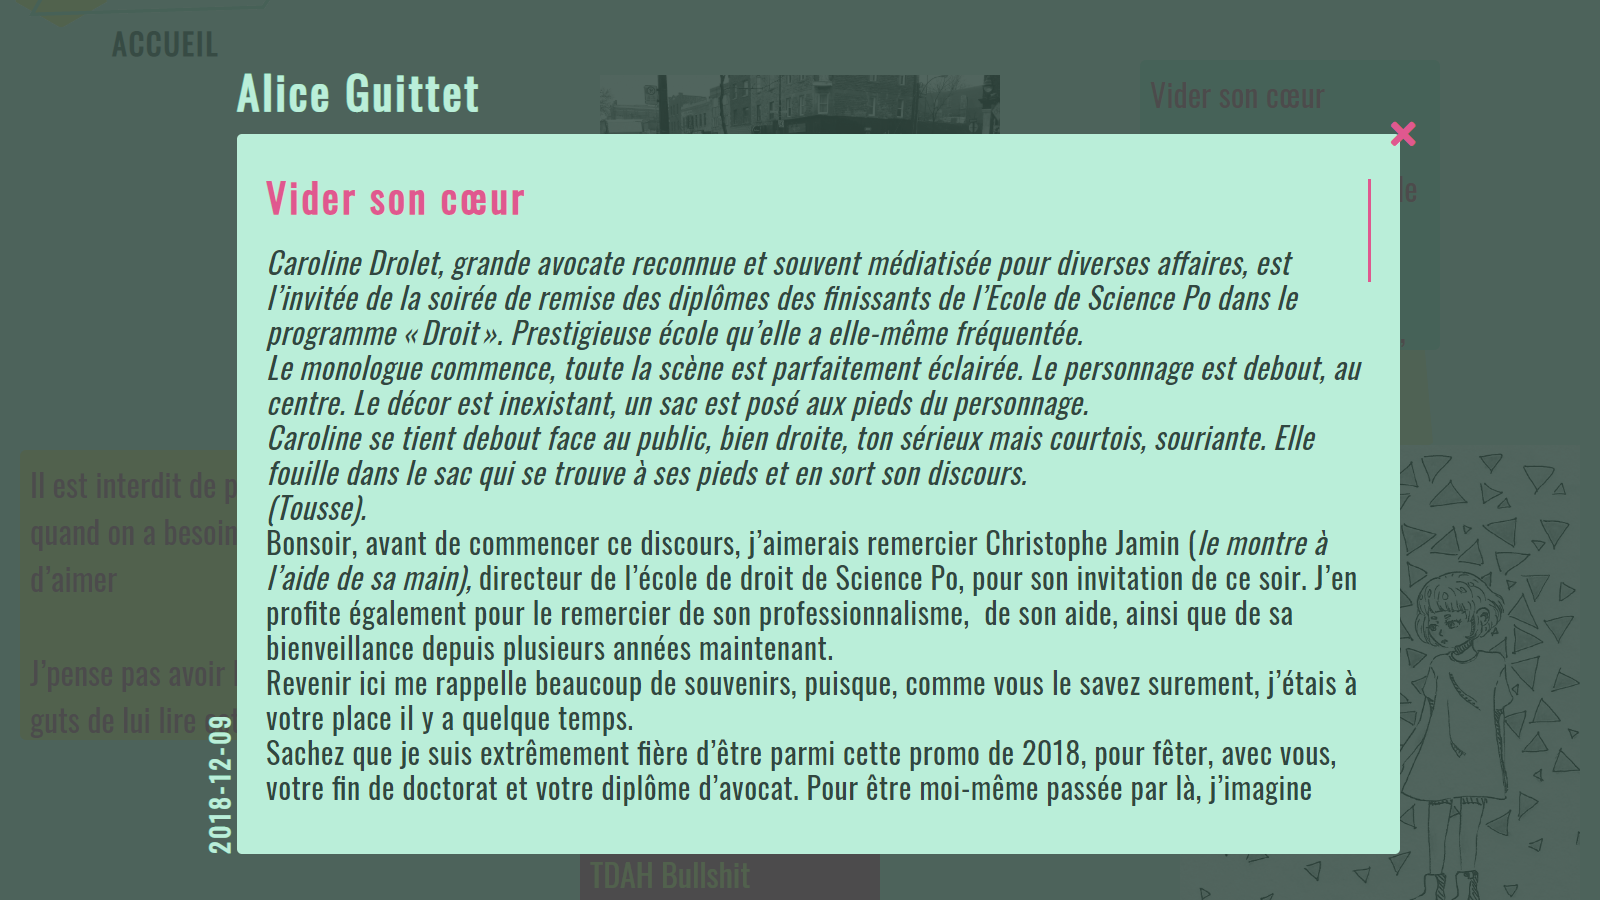 ACCUEIL
Alice Guittet
Vider son cœur
Vider son cœur
Caroline Drolet, grande avocate reconnue et souvent médiatisée pour diverses affaires, est
l’invitée de la soirée de remise des diplômes des finissants de l’Ecole de Science Po dans le
programme « Droit ». Prestigieuse école qu’elle a elle-même fréquentée.
Le monologue commence, toute la scène est parfaitement éclairée. Le personnage est debout, au
centre. Le décor est inexistant, un sac est posé aux pieds du personnage.
Caroline se tient debout face au public, bien droite, ton sérieux mais courtois, souriante. Elle
fouille dans le sac qui se trouve à ses pieds et en sort son discours.
(Tousse).
Bonsoir, avant de commencer ce discours, j’aimerais remercier Christophe Jamin (le montre à
l’aide de sa main), directeur de l’école de droit de Science Po, pour son invitation de ce soir. J’en
profite également pour le remercier de son professionnalisme,  de son aide, ainsi que de sa
bienveillance depuis plusieurs années maintenant.
Revenir ici me rappelle beaucoup de souvenirs, puisque, comme vous le savez surement, j’étais à
votre place il y a quelque temps.
Sachez que je suis extrêmement fière d’être parmi cette promo de 2018, pour fêter, avec vous,
votre fin de doctorat et votre diplôme d’avocat. Pour être moi-même passée par là, j’imagine
2018-12-09
Il est interdit de
quand on a besoin
d’aimer
J’pense pas avoir
guts de lui lire
TDAH Bullshit